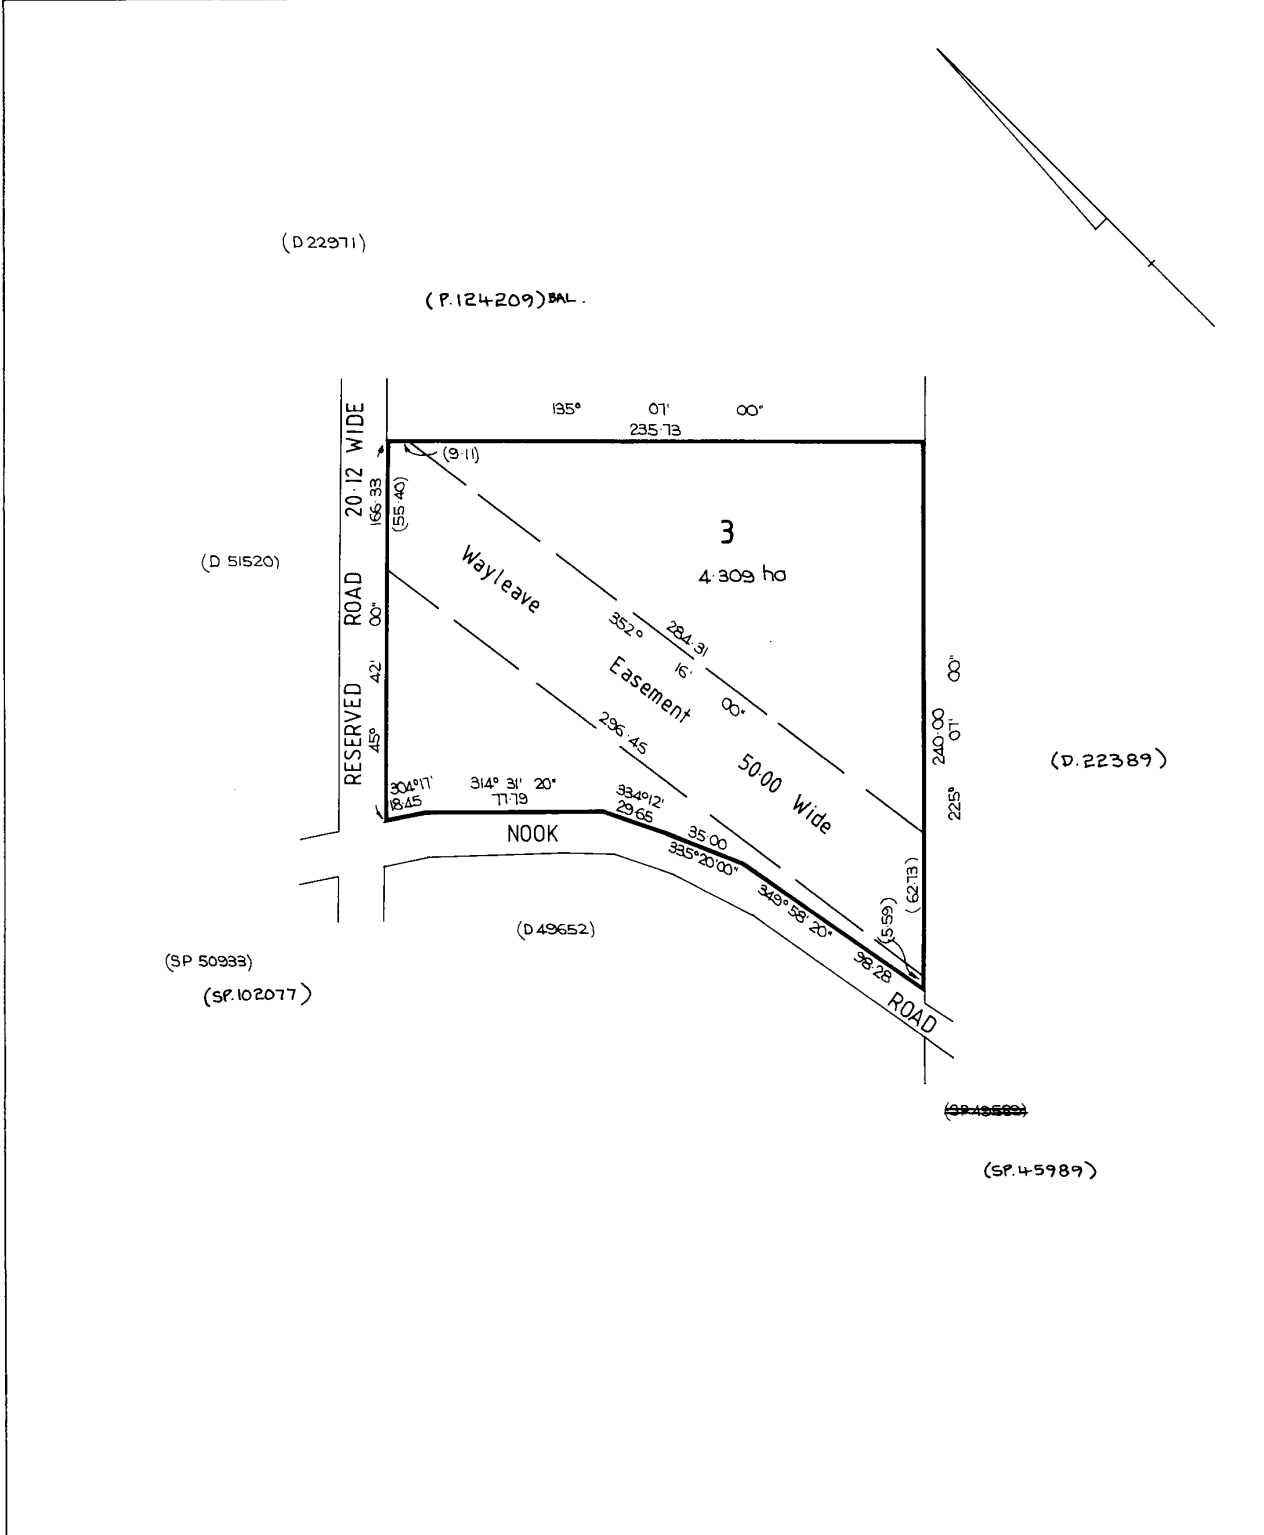 (D 22971)
(P.124209) BAL.
135° 07' 00"
235·73
(9·11)
RESERVED ROAD 20·12 WIDE
45° 42' 00"
166·33
(55·40)
3
4·309 ha
(D 51520)
Wayleave Easement 50·00 Wide
352° 16' 00"
284·31
296·45
225° 07' 00"
240·00
(D.22389)
304°17'
18·45
314° 31' 20"
77·79
334°12'
29·65
35·00
335°20'00"
NOOK ROAD
349° 58' 20"
98·28
(5·59)
(62·73)
(D 49652)
(SP 50933)
(SP.102077)
(SP.45989)